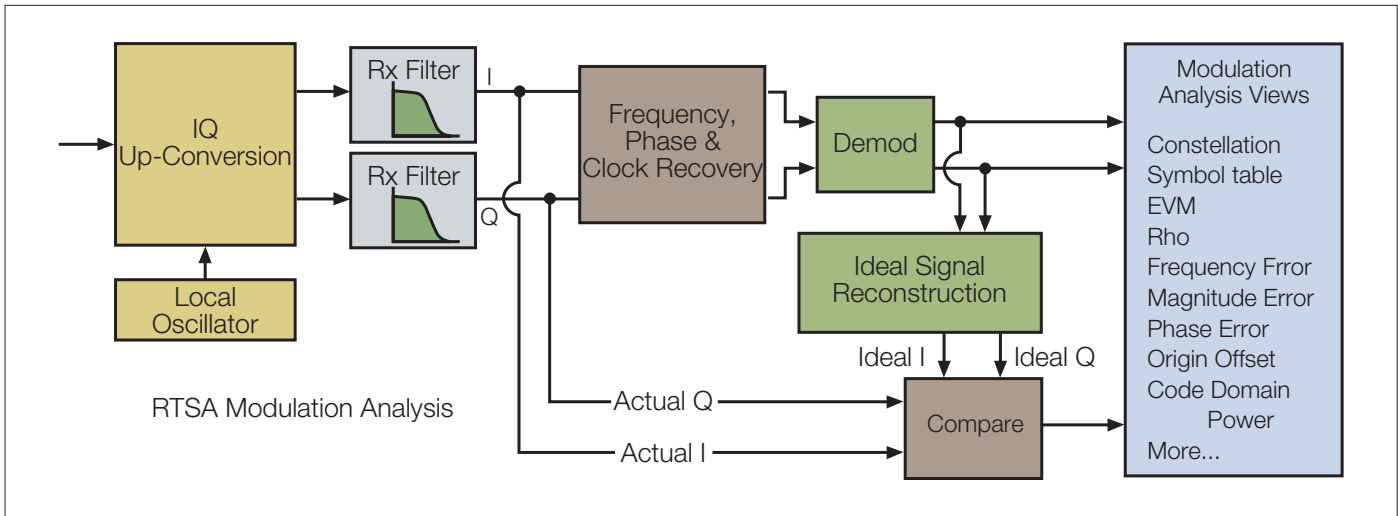 IQ
Up-Conversion
Local
Oscillator
Rx Filter
I
Rx Filter
Q
Frequency,
Phase &
Clock Recovery
Demod
Ideal Signal
Reconstruction
Ideal I
Ideal Q
Actual Q
Actual I
Compare
Modulation
Analysis Views
Constellation
Symbol table
EVM
Rho
Frequency Frror
Magnitude Error
Phase Error
Origin Offset
Code Domain
Power
More...
RTSA Modulation Analysis